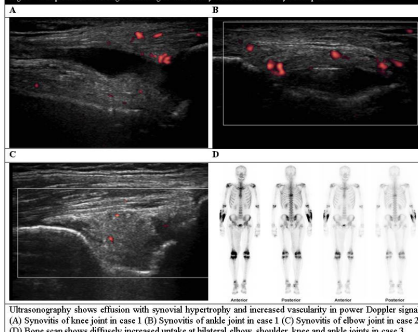 A
B
C
D
Anterior Posterior Anterior Posterior
Ultrasonography shows effusion with synovial hypertrophy and increased vascularity in power Doppler signal
(A) Synovitis of knee joint in case 1 (B) Synovitis of ankle joint in case 1 (C) Synovitis of elbow joint in case 2
(D) Bone scan shows diffusely increased uptake at bilateral elbow, shoulder, knee and ankle joints in case 3